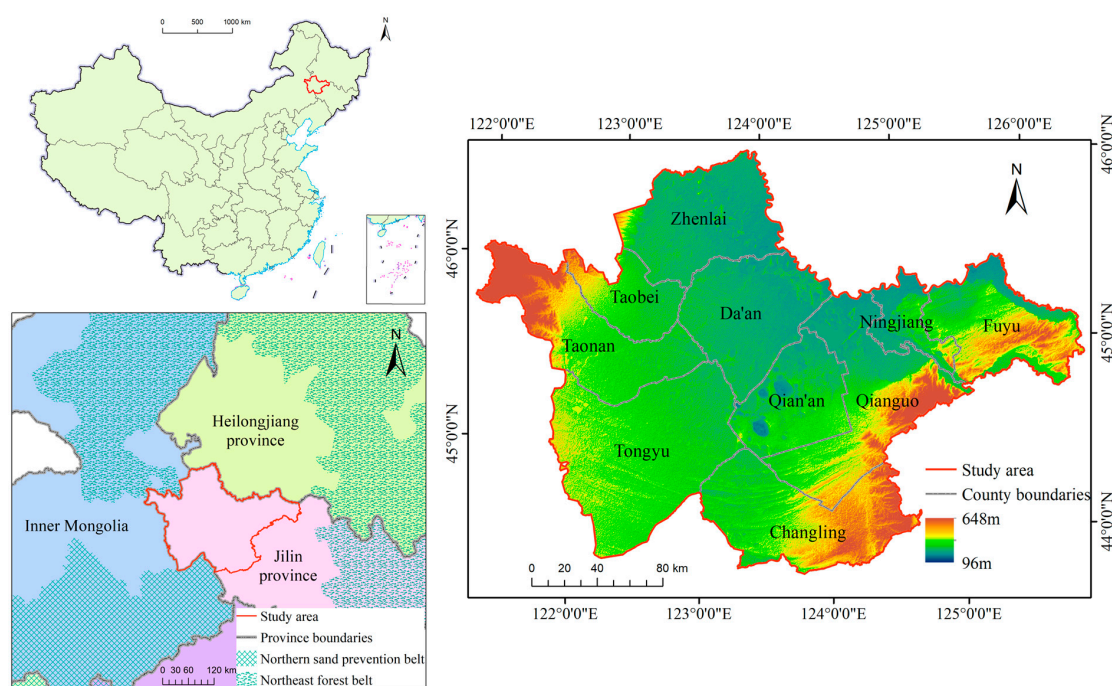 0 500 1000 km
N
N
Heilongjiang
province
Inner Mongolia
Jilin
province
Study area
Province boundaries
Northern sand prevention belt
Northeast forest belt
0 30 60 120 km
122°0'0"E 123°0'0"E 124°0'0"E 125°0'0"E 126°0'0"E
46°0'0"N
46°0'0"N
45°0'0"N
45°0'0"N
44°0'0"N
N
Zhenlai
Taobei
Da'an
Ningjiang
Fuyu
Taonan
Qian'an
Qianguo
Tongyu
Changling
Study area
County boundaries
648m
96m
0 20 40 80 km
122°0'0"E 123°0'0"E 124°0'0"E 125°0'0"E